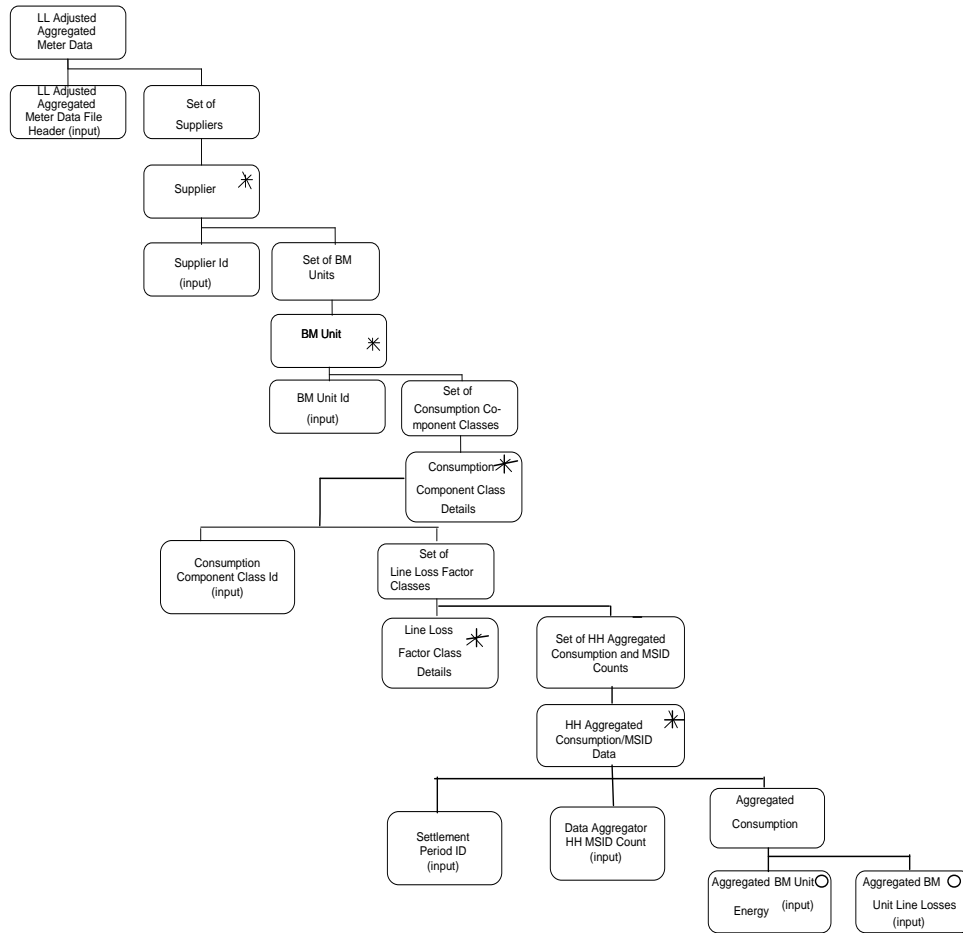 LL Adjusted
Aggregated
Meter Data
LL Adjusted
Aggregated
Meter Data File
Header (input)
Set of
Suppliers
Supplier
Supplier Id
(input)
Set of BM
Units
BM Unit
BM Unit Id
(input)
Set of
Consumption Co-
mponent Classes
Consumption
Component Class
Details
Consumption
Component Class Id
(input)
Set of
Line Loss Factor
Classes
Line Loss
Factor Class
Details
Set of HH Aggregated
Consumption and MSID
Counts
HH Aggregated
Consumption/MSID
Data
Settlement
Period ID
(input)
Data Aggregator
HH MSID Count
(input)
Aggregated
Consumption
Aggregated BM Unit
Energy (input)
Aggregated BM
Unit Line Losses
(input)